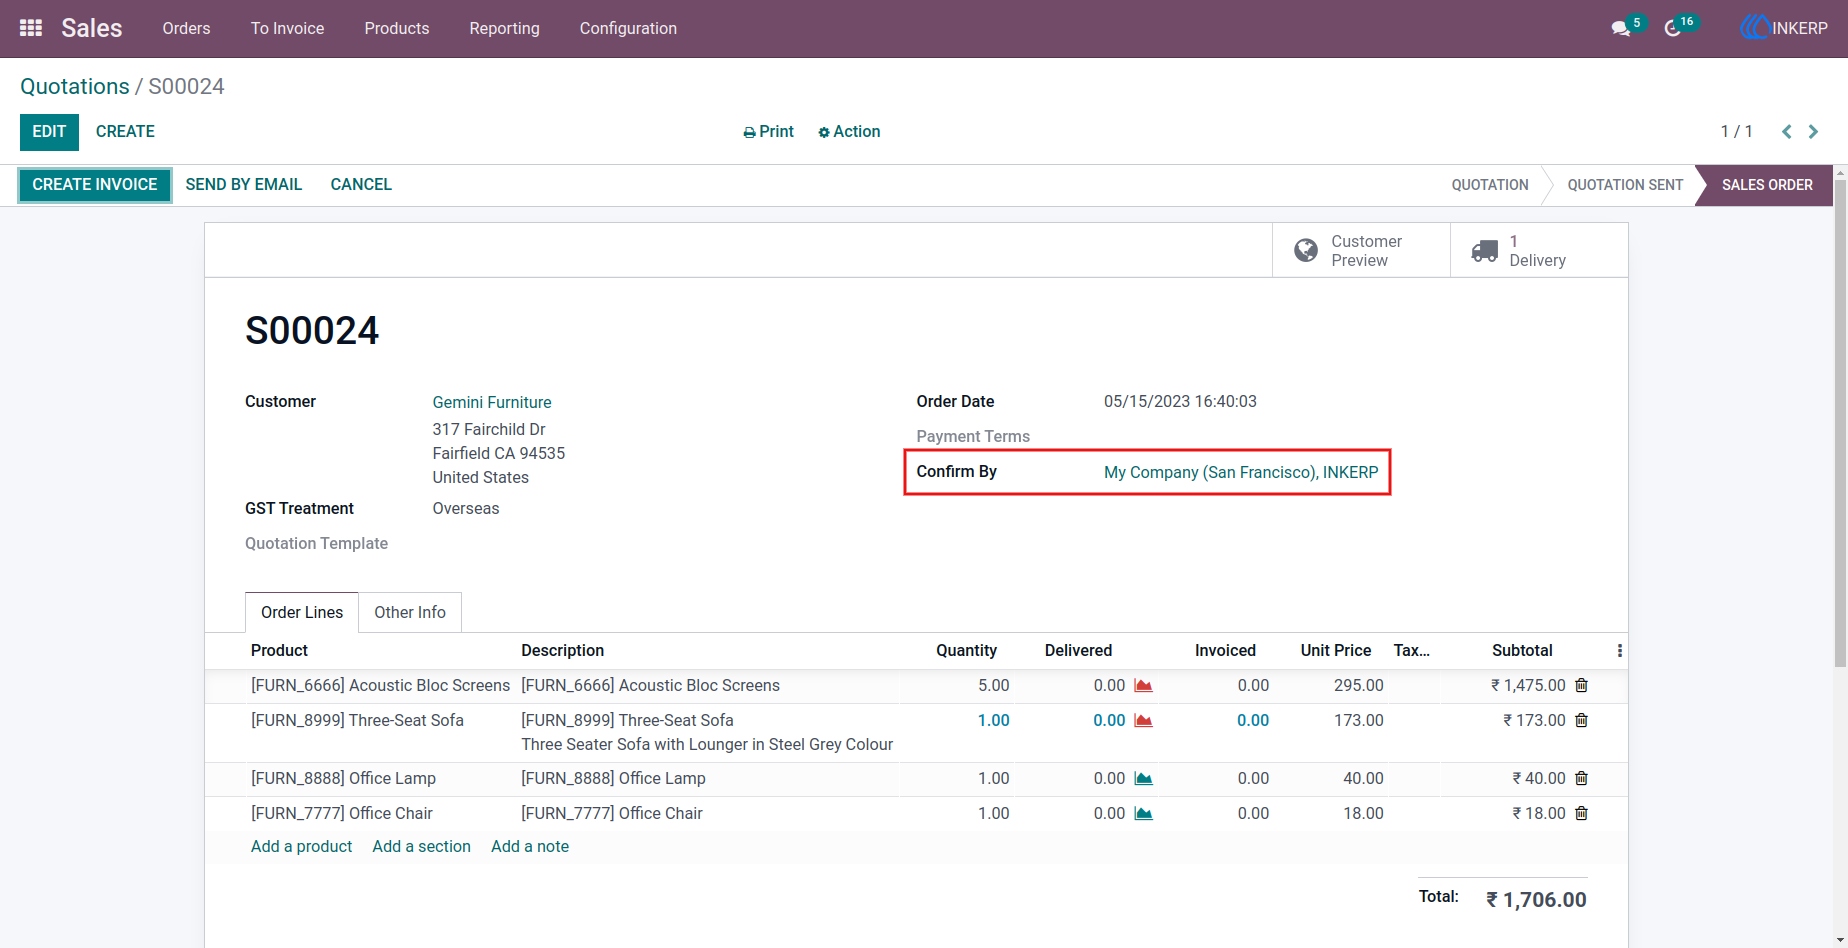 Sales Orders To Invoice Products Reporting Configuration 5 16 INKERP
Quotations / S00024
EDIT CREATE Print Action 1 / 1
CREATE INVOICE SEND BY EMAIL CANCEL QUOTATION QUOTATION SENT SALES ORDER
Customer
Preview
1
Delivery
S00024
Customer Gemini Furniture
317 Fairchild Dr
Fairfield CA 94535
United States
GST Treatment Overseas
Quotation Template
Order Date 05/15/2023 16:40:03
Payment Terms
Confirm By My Company (San Francisco), INKERP
Order Lines Other Info
Product Description Quantity Delivered Invoiced Unit Price Tax... Subtotal
[FURN_6666] Acoustic Bloc Screens [FURN_6666] Acoustic Bloc Screens 5.00 0.00 0.00 295.00 ₹ 1,475.00
[FURN_8999] Three-Seat Sofa [FURN_8999] Three-Seat Sofa 1.00 0.00 0.00 173.00 ₹ 173.00
Three Seater Sofa with Lounger in Steel Grey Colour
[FURN_8888] Office Lamp [FURN_8888] Office Lamp 1.00 0.00 0.00 40.00 ₹ 40.00
[FURN_7777] Office Chair [FURN_7777] Office Chair 1.00 0.00 0.00 18.00 ₹ 18.00
Add a product Add a section Add a note
Total: ₹ 1,706.00